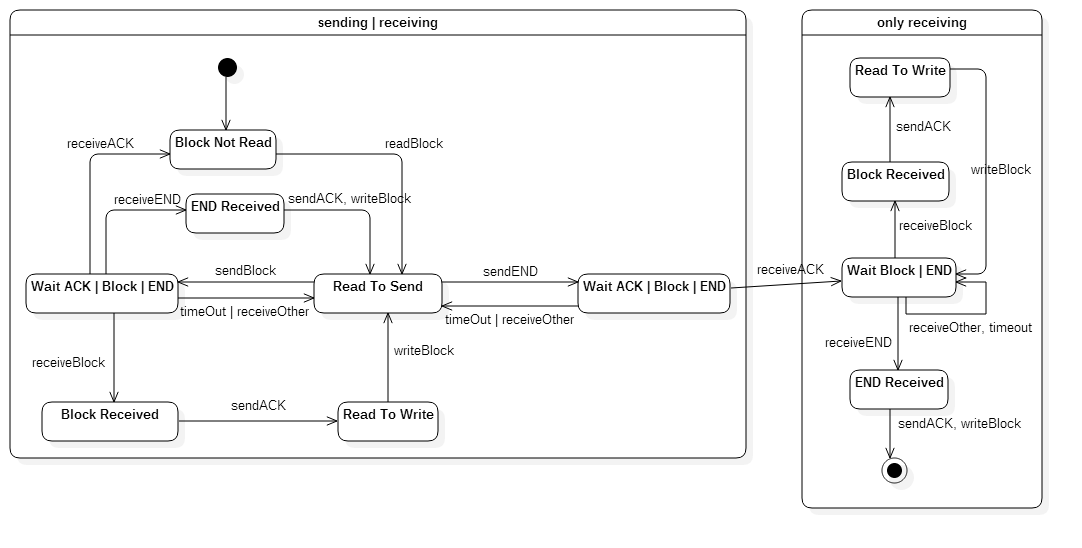 sending | receiving
only receiving
Read To Write
sendACK
receiveACK
Block Not Read
readBlock
writeBlock
Block Received
receiveEND
END Received
sendACK, writeBlock
receiveBlock
sendBlock
sendEND
receiveACK
Wait Block | END
Wait ACK | Block | END
Read To Send
Wait ACK | Block | END
timeOut | receiveOther
timeOut | receiveOther
receiveOther, timeout
receiveEND
writeBlock
receiveBlock
END Received
sendACK
Block Received
Read To Write
sendACK, writeBlock